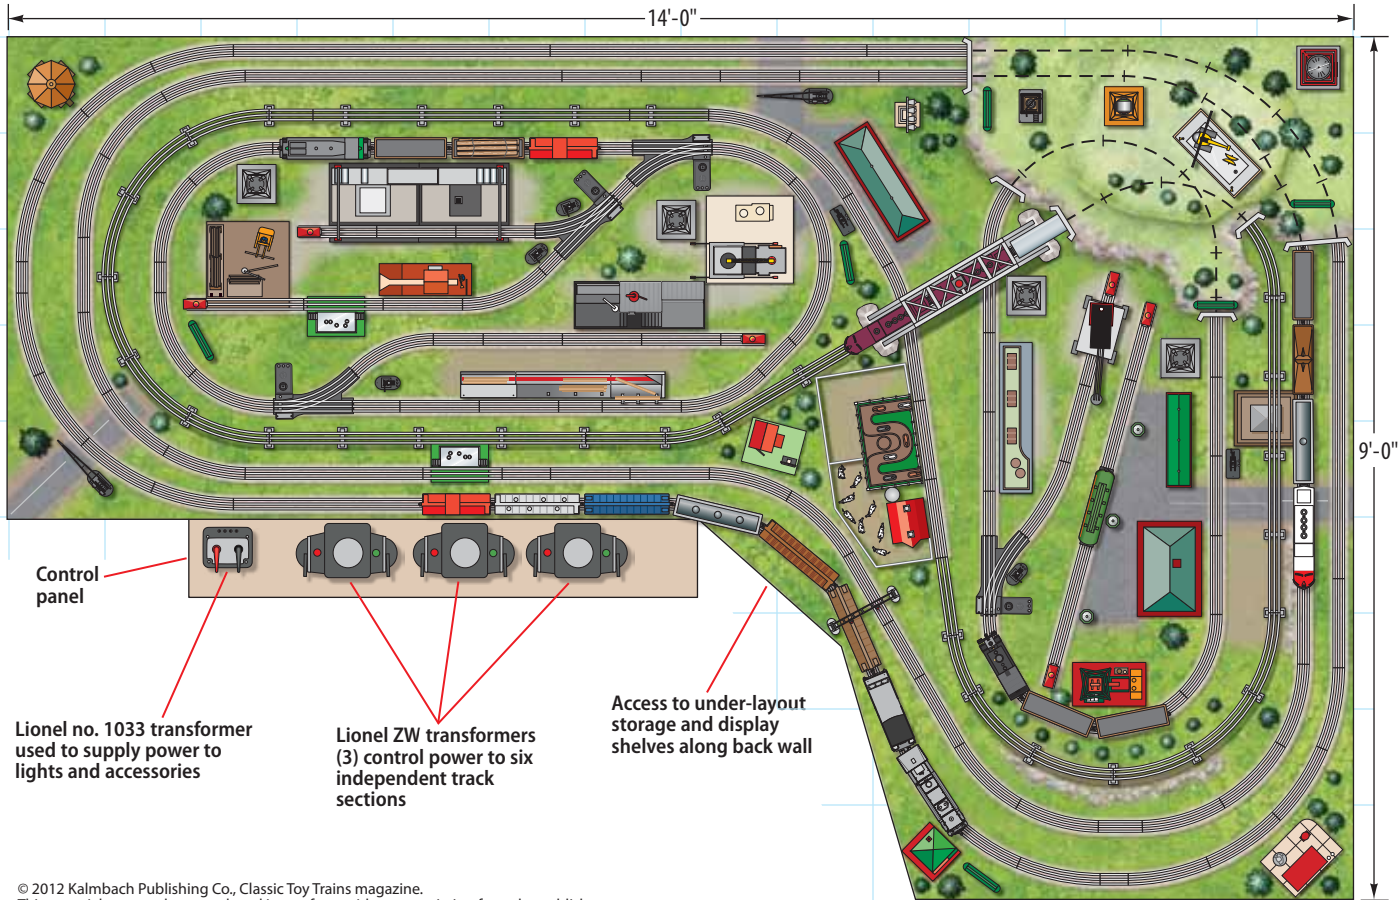 14'-0"
9'-0"
Control
panel
Lionel no. 1033 transformer
used to supply power to
lights and accessories
Lionel ZW transformers
(3) control power to six
independent track
sections
Access to under-layout
storage and display
shelves along back wall
© 2012 Kalmbach Publishing Co., Classic Toy Trains magazine.